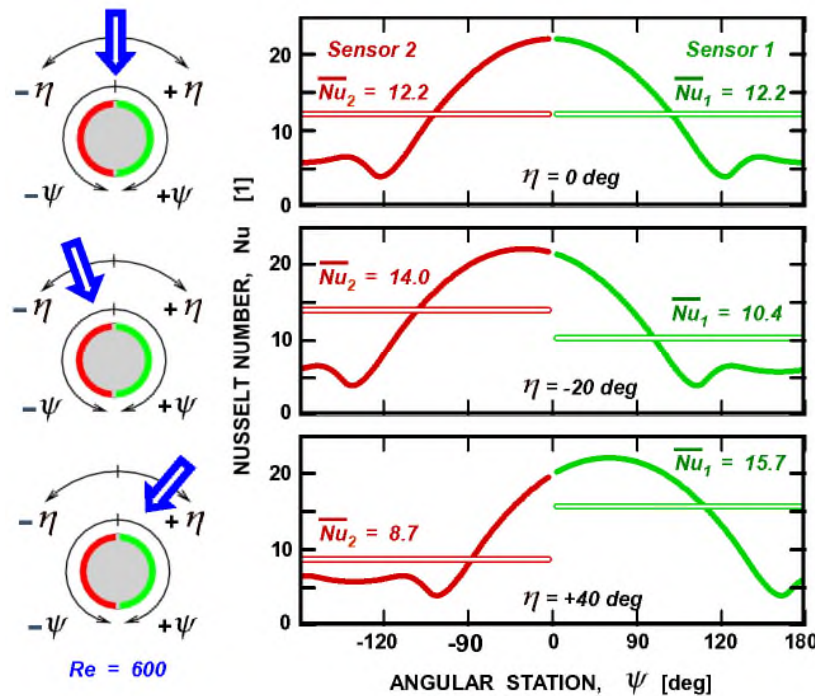 Sensor 2
Sensor 1
20
Nu2 = 12.2
Nu1 = 12.2
10
η = 0 deg
0
− η
+ η
−ψ
+ψ
20
Nu2 = 14.0
Nu1 = 10.4
10
η = -20 deg
0
−η
+ η
−ψ
+ψ
20
Nu1 = 15.7
Nu2 = 8.7
10
η = +40 deg
0
− η
+ η
−ψ
+ψ
NUSSELT NUMBER, Nu [1]
-120 -90 0 90 120 180
Re = 600
ANGULAR STATION, ψ [deg]